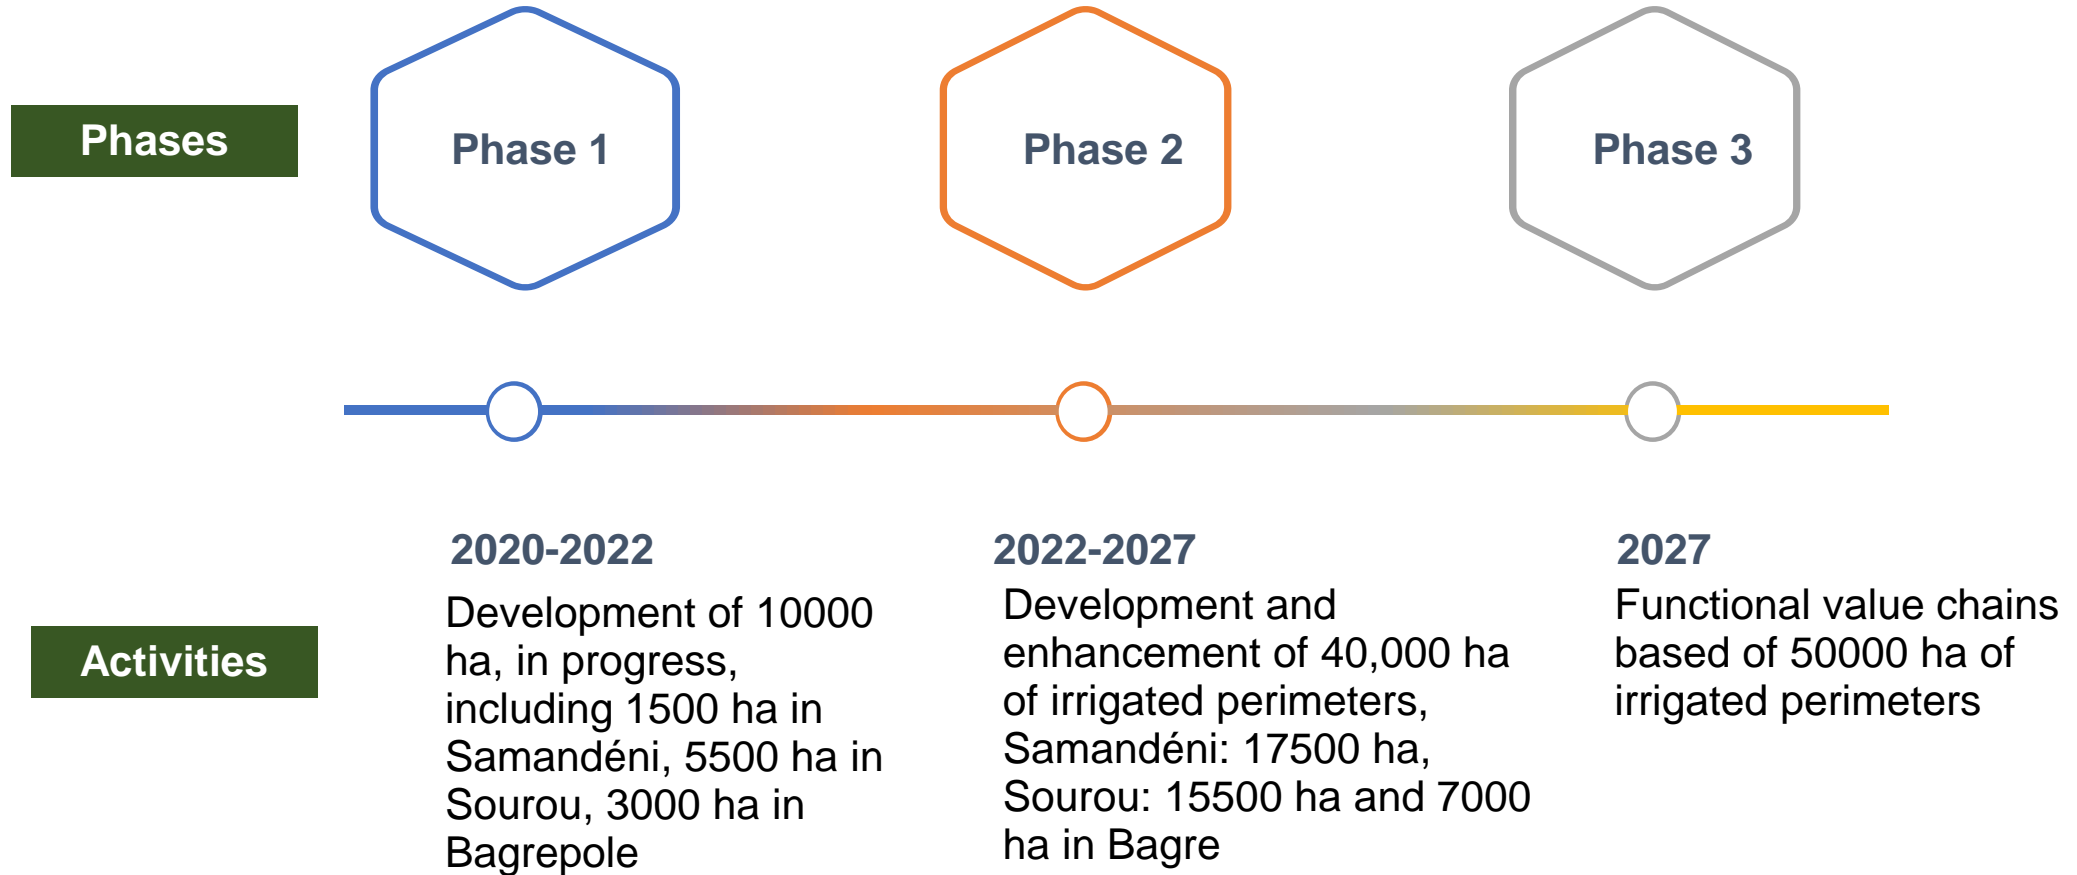 Phases
Phase 1
Phase 2
Phase 3
Activities
2020-2022
Development of 10000
ha, in progress,
including 1500 ha in
Samandéni, 5500 ha in
Sourou, 3000 ha in
Bagrepole
2022-2027
Development and
enhancement of 40,000 ha
of irrigated perimeters,
Samandéni: 17500 ha,
Sourou: 15500 ha and 7000
ha in Bagre
2027
Functional value chains
based of 50000 ha of
irrigated perimeters